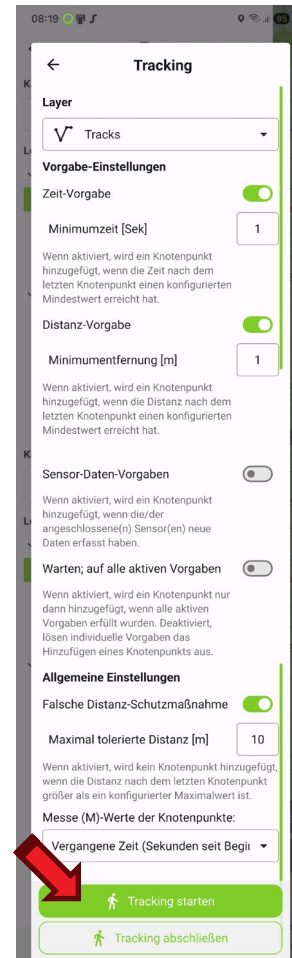 08:19
95
Tracking
Layer
Tracks
Vorgabe-Einstellungen
Zeit-Vorgabe
Minimumzeit [Sek]
1
Wenn aktiviert, wird ein Knotenpunkt
hinzugefügt, wenn die Zeit nach dem
letzten Knotenpunkt einen konfigurierten
Mindestwert erreicht hat.
Distanz-Vorgabe
Minimumentfernung [m]
1
Wenn aktiviert, wird ein Knotenpunkt
hinzugefügt, wenn die Distanz nach dem
letzten Knotenpunkt einen konfigurierten
Mindestwert erreicht hat.
Sensor-Daten-Vorgaben
Wenn aktiviert, wird ein Knotenpunkt
hinzugefügt, wenn die/der
angeschlossene(n) Sensor(en) neue
Daten erfasst haben.
Warten; auf alle aktiven Vorgaben
Wenn aktiviert, wird ein Knotenpunkt nur
dann hinzugefügt, wenn alle aktiven
Vorgaben erfüllt wurden. Deaktiviert,
lösen individuelle Vorgaben das
Hinzufügen eines Knotenpunkts aus.
Allgemeine Einstellungen
Falsche Distanz-Schutzmaßnahme
Maximal tolerierte Distanz [m]
10
Wenn aktiviert, wird kein Knotenpunkt hinzugefügt,
wenn die Distanz nach dem letzten Knotenpunkt
größer als ein konfigurierter Maximalwert ist.
Messe (M)-Werte der Knotenpunkte:
Vergangene Zeit (Sekunden seit Begin
Tracking starten
Tracking abschließen